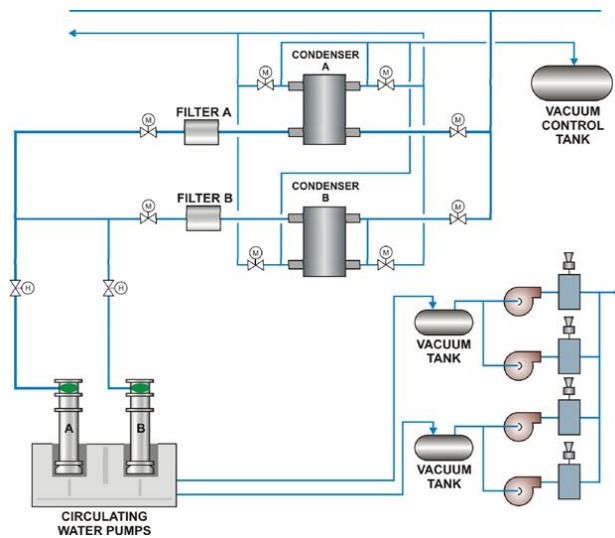 CONDENSER
A
M
M
VACUUM
CONTROL
TANK
FILTER A
M
M
FILTER B
CONDENSER
B
M
M
M
M
H
H
VACUUM
TANK
A
B
VACUUM
TANK
CIRCULATING
WATER PUMPS